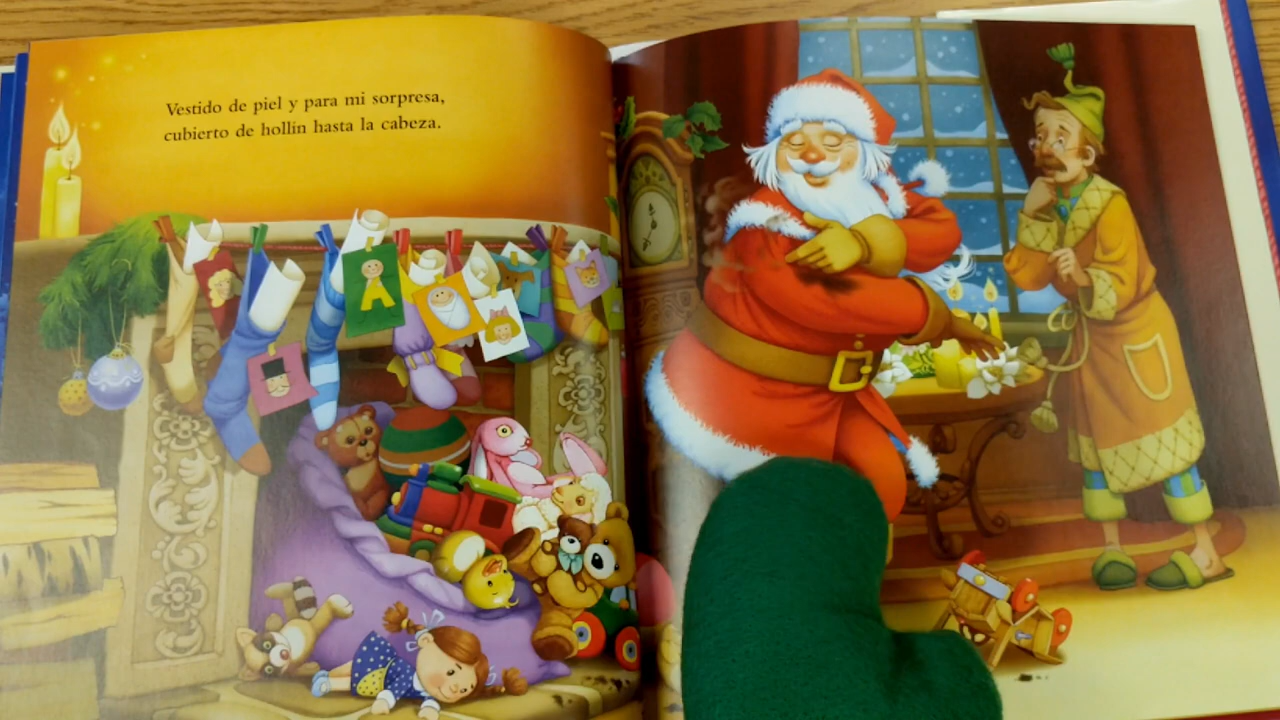 Vestido de piel y para mi sorpresa,
cubierto de hollín hasta la cabeza.